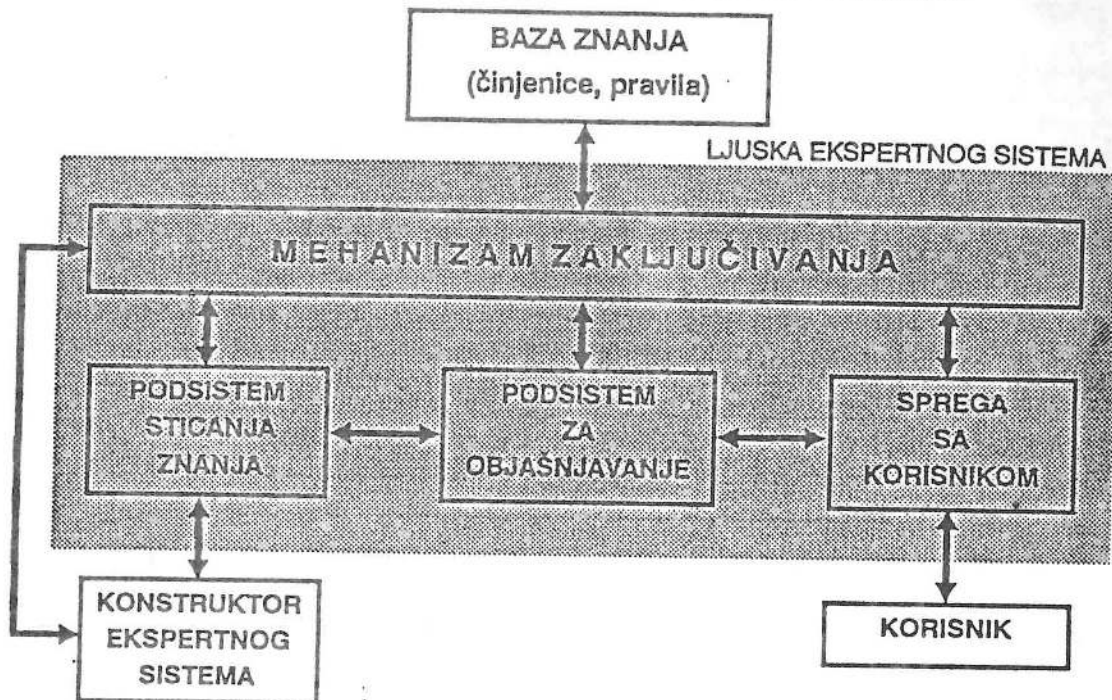 BAZA ZNANJA
(činjenice, pravila)
LJUSKA EKSPERTNOG SISTEMA
MEHANIZAM ZAKLJUČIVANJA
PODSISTEM
STICANJA
ZNANJA
PODSISTEM
ZA
OBJAŠNJAVANJE
SPREGA
SA
KORISNIKOM
KONSTRUKTOR
EKSPERTNOG
SISTEMA
KORISNIK